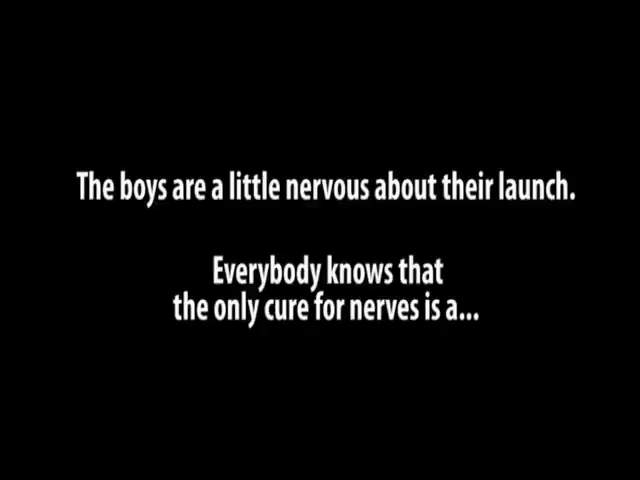 The boys are a little nervous about their launch.
Everybody knows that
the only cure for nerves is a...